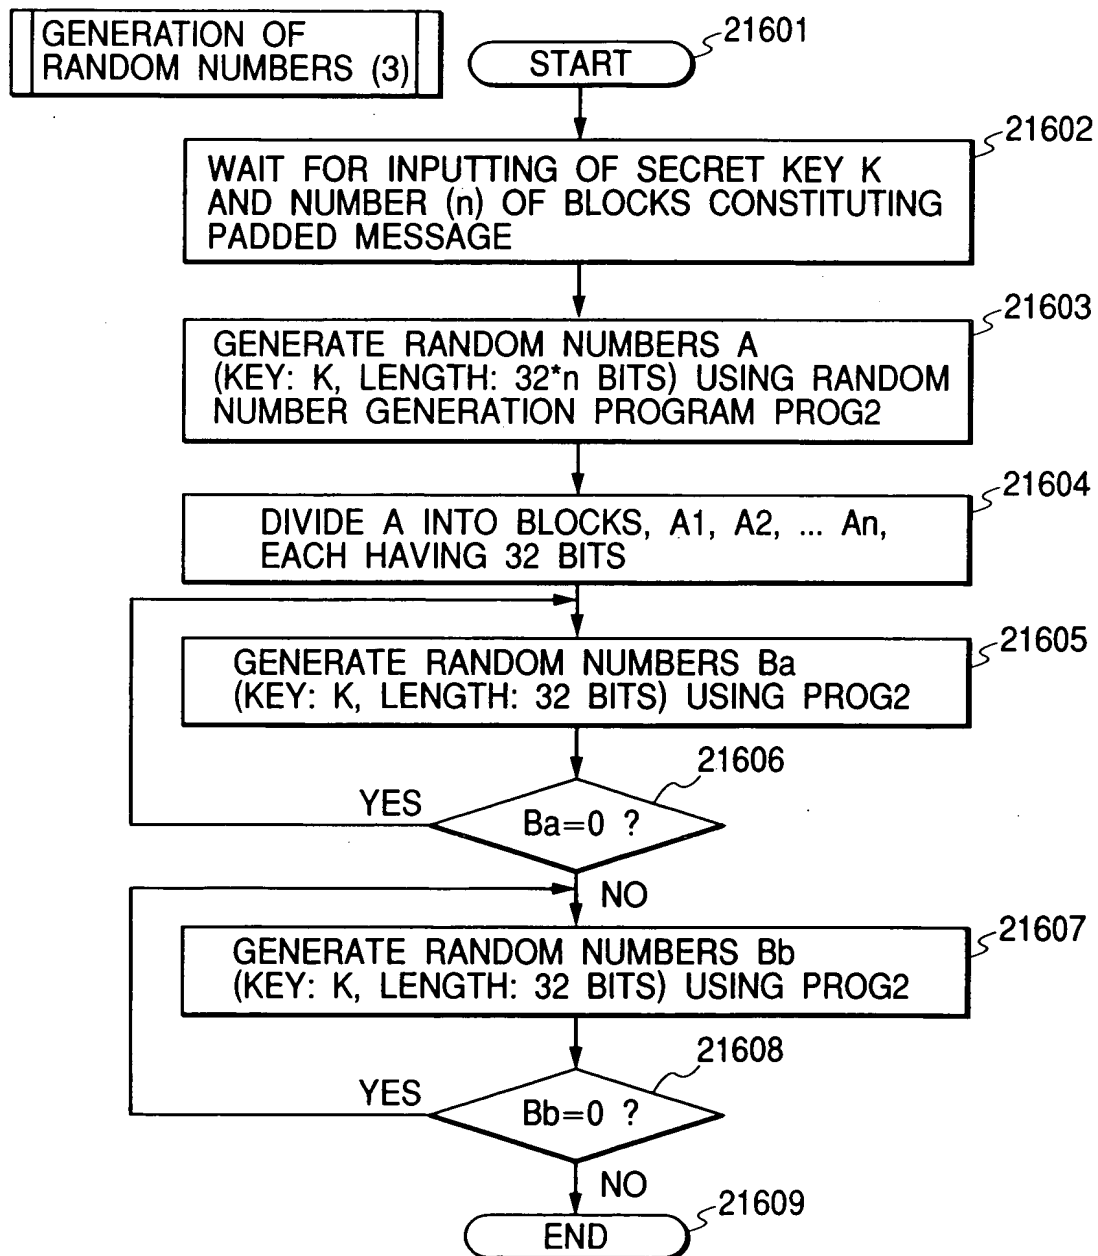 GENERATION OF
RANDOM NUMBERS (3)
START
21601
21602
WAIT FOR INPUTTING OF SECRET KEY K
AND NUMBER (n) OF BLOCKS CONSTITUTING
PADDED MESSAGE
21603
GENERATE RANDOM NUMBERS A
(KEY: K, LENGTH: 32*n BITS) USING RANDOM
NUMBER GENERATION PROGRAM PROG2
21604
DIVIDE A INTO BLOCKS, A1, A2, ... An,
EACH HAVING 32 BITS
21605
GENERATE RANDOM NUMBERS Ba
(KEY: K, LENGTH: 32 BITS) USING PROG2
21606
YES
Ba=0 ?
NO
21607
GENERATE RANDOM NUMBERS Bb
(KEY: K, LENGTH: 32 BITS) USING PROG2
21608
YES
Bb=0 ?
NO
21609
END